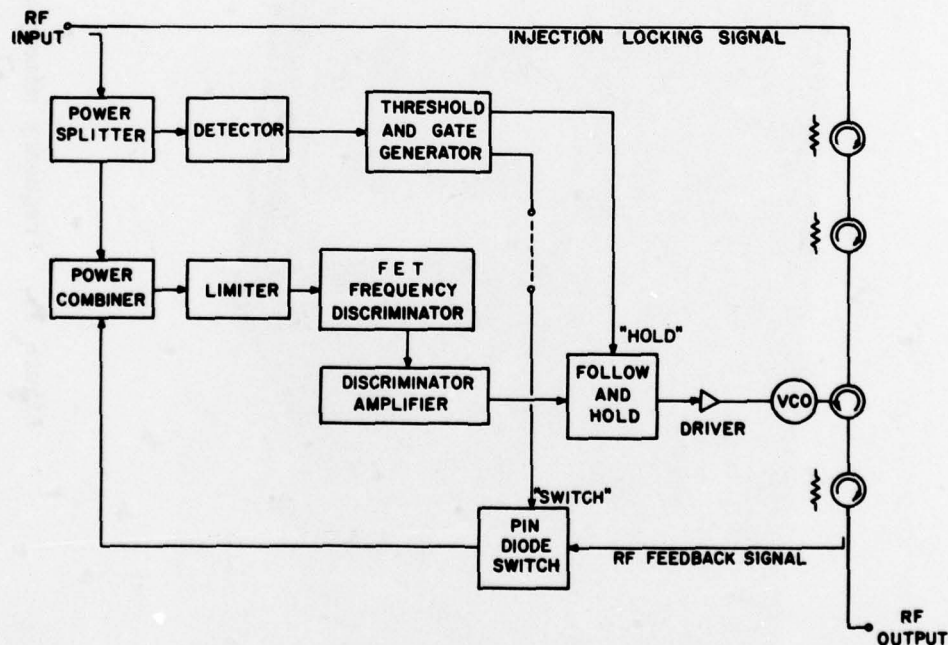 RF
INPUT
INJECTION LOCKING SIGNAL
POWER
SPLITTER
DETECTOR
THRESHOLD
AND GATE
GENERATOR
POWER
COMBINER
LIMITER
F E T
FREQUENCY
DISCRIMINATOR
"HOLD"
DISCRIMINATOR
AMPLIFIER
FOLLOW
AND
HOLD
DRIVER
VCO
"SWITCH"
PIN
DIODE
SWITCH
RF FEEDBACK SIGNAL
RF
OUTPUT